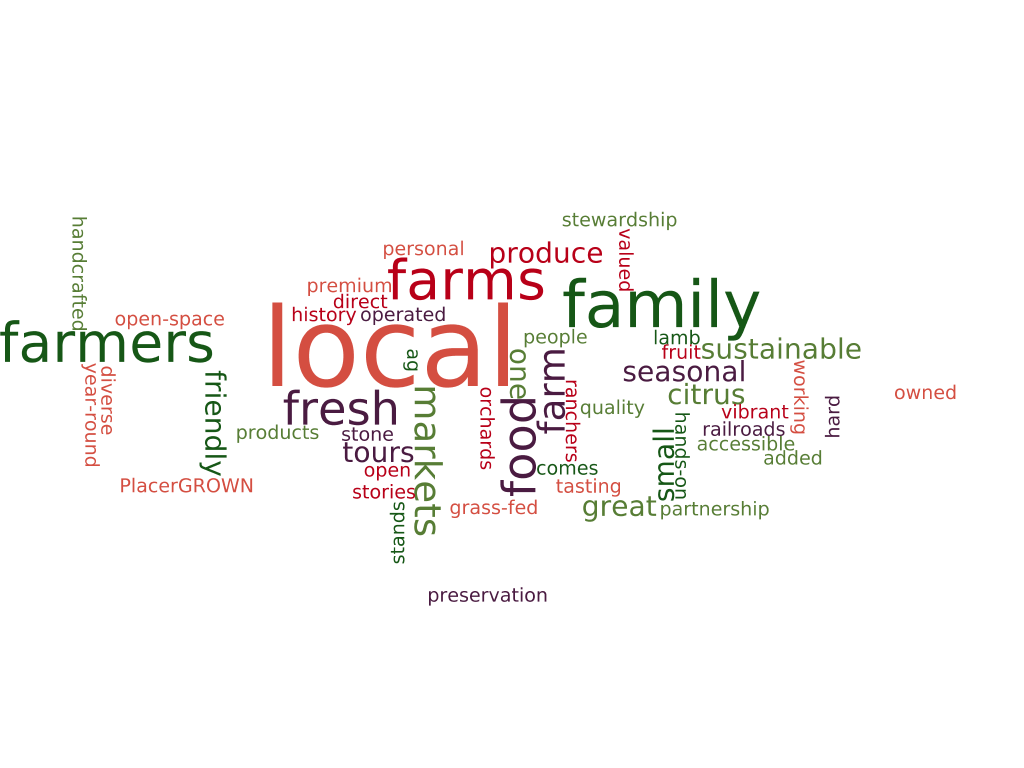 handcrafted
stewardship
personal
produce
valued
farms
premium
family
direct
local
history
operated
open-space
farmers
people
lamb
fruit
sustainable
ag
one
farm
seasonal
diverse
year-round
friendly
working
owned
ranchers
citrus
fresh
markets
orchards
food
quality
vibrant
hard
products
stone
railroads
hands-on
small
accessible
tours
added
open
comes
PlacerGROWN
stories
tasting
grass-fed
great
partnership
stands
preservation